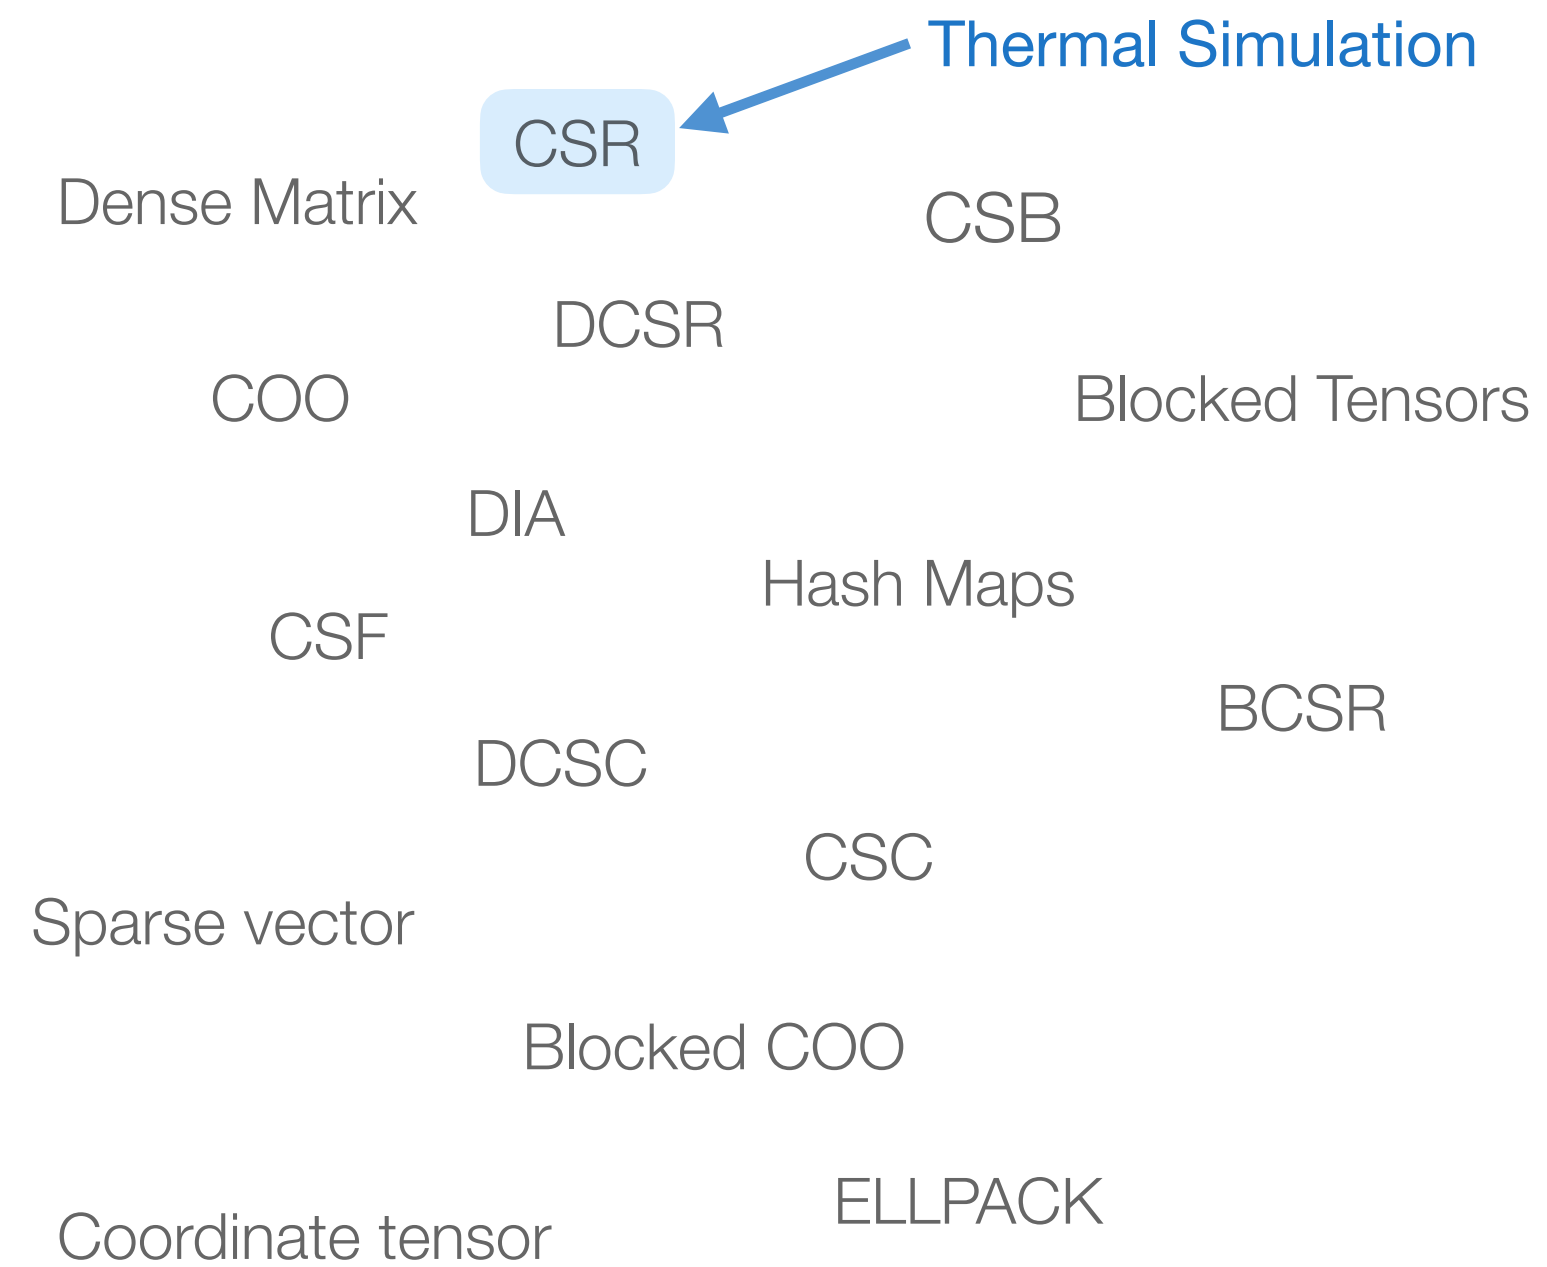 Thermal Simulation
CSR
Dense Matrix
CSB
DCSR
COO
Blocked Tensors
DIA
Hash Maps
CSF
BCSR
DCSC
CSC
Sparse vector
Blocked COO
ELLPACK
Coordinate tensor